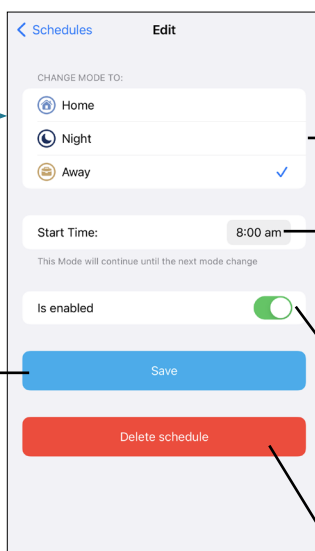 Schedules Edit
CHANGE MODE TO:
Home
Night
Away
Start Time: 8:00 am
This Mode will continue until the next mode change
Is enabled
Save
Delete schedule